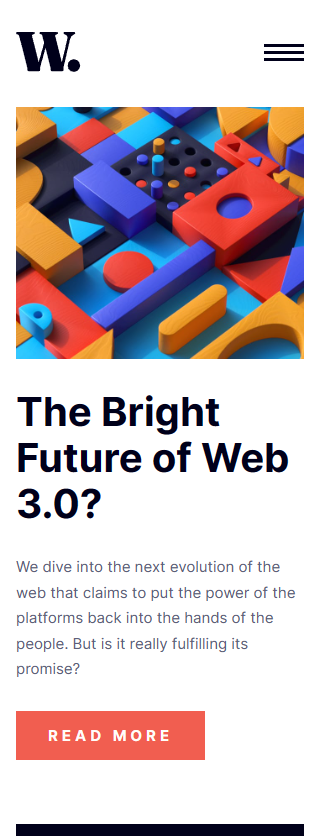 W.
The Bright
Future of Web
3.0?
We dive into the next evolution of the
web that claims to put the power of the
platforms back into the hands of the
people. But is it really fulfilling its
promise?
READ MORE